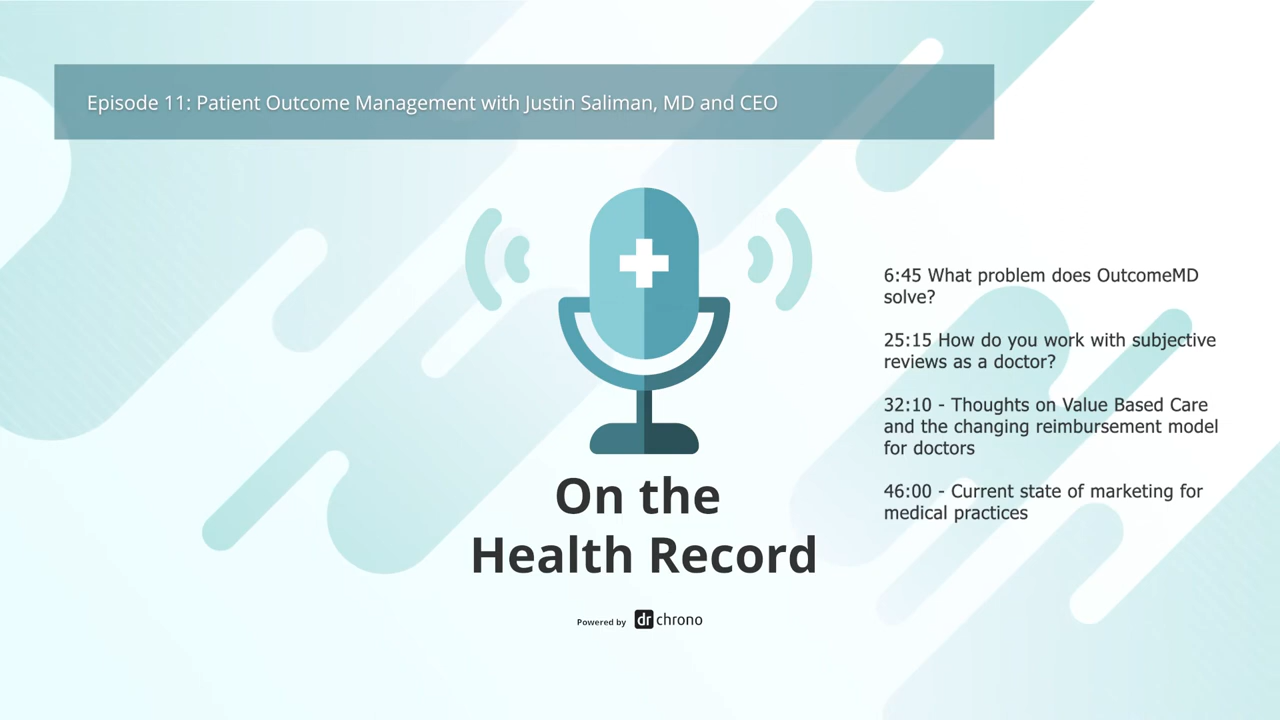 Episode 11: Patient Outcome Management with Justin Saliman, MD and CEO
6:45 What problem does OutcomeMD
solve?
25:15 How do you work with subjective
reviews as a doctor?
32:10 - Thoughts on Value Based Care
and the changing reimbursement model
for doctors
46:00 - Current state of marketing for
medical practices
On the
Health Record
Powered by dr chrono